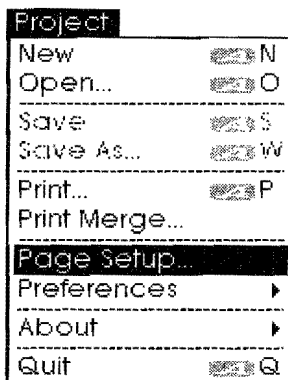 Project
New N
Open... O
Save S
Save As... W
Print... P
Print Merge...
Page Setup...
Preferences
About
Quit Q